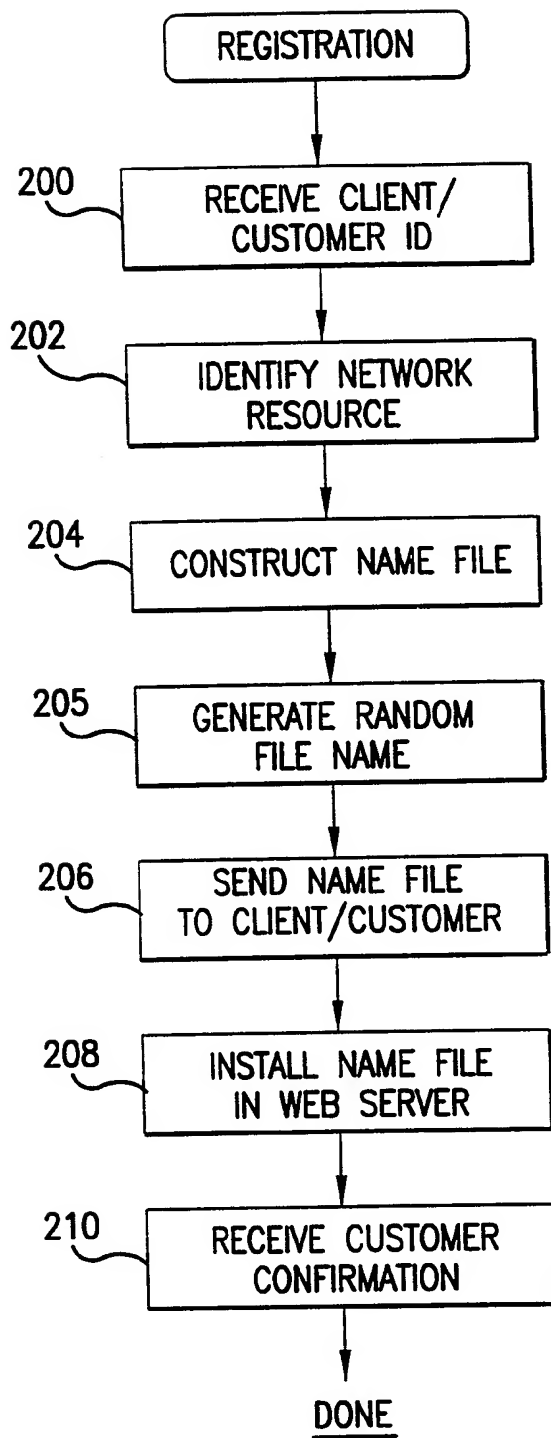 REGISTRATION
200
RECEIVE CLIENT/
CUSTOMER ID
202
IDENTIFY NETWORK
RESOURCE
204
CONSTRUCT NAME FILE
205
GENERATE RANDOM
FILE NAME
206
SEND NAME FILE
TO CLIENT/CUSTOMER
208
INSTALL NAME FILE
IN WEB SERVER
210
RECEIVE CUSTOMER
CONFIRMATION
DONE